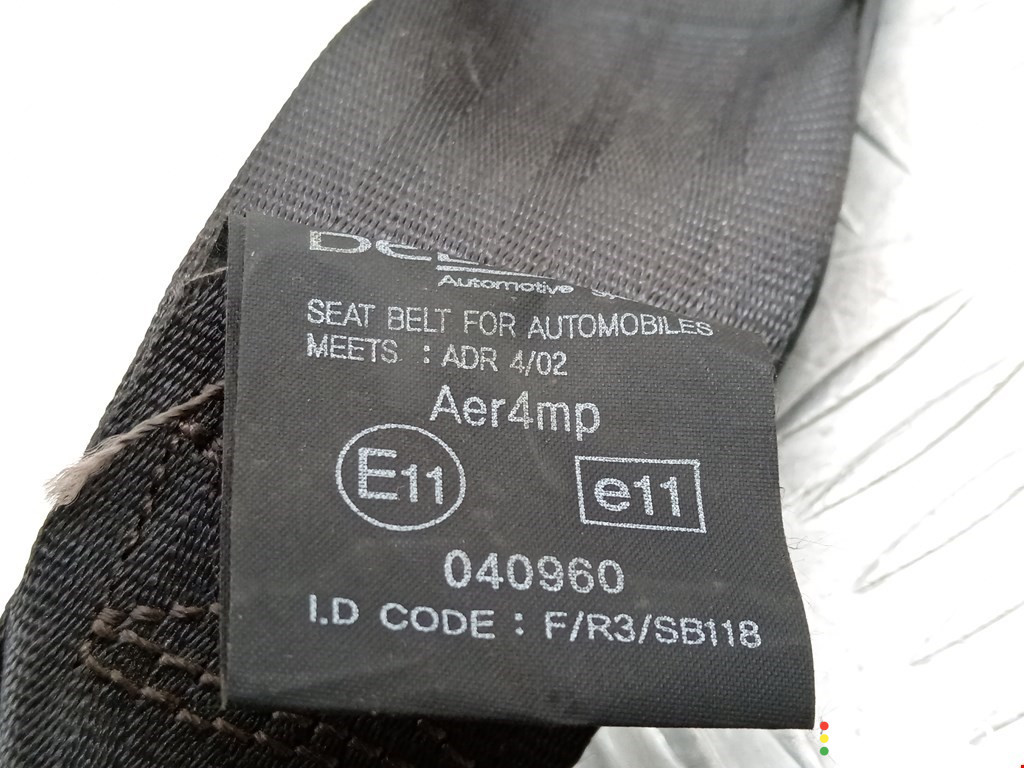 Automotive
SEAT BELT FOR AUTOMOBILES
MEETS : ADR 4/02
Aer4mp
E11 e11
040960
I.D CODE : F/R3/SB118